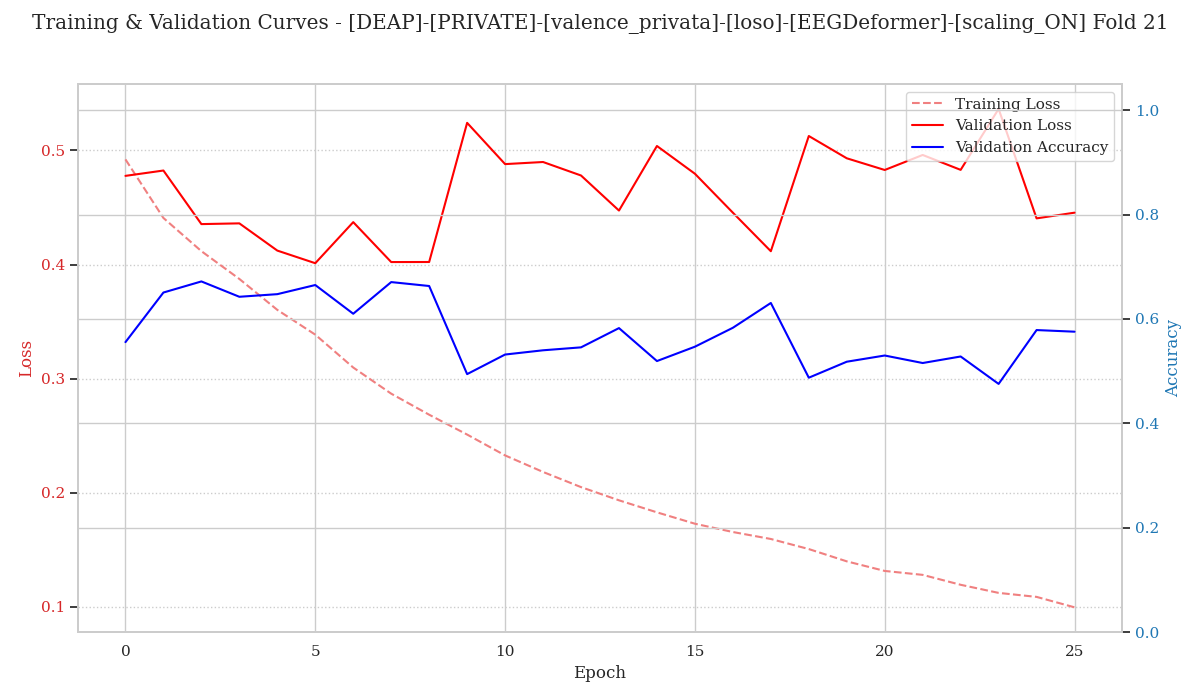 Training & Validation Curves - [DEAP]-[PRIVATE]-[valence_privata]-[loso]-[EEGDeformer]-[scaling_ON] Fold 21
Training Loss
Validation Loss
Validation Accuracy
0.5
0.4
0.3
0.2
0.1
Loss
1.0
0.8
0.6
0.4
0.2
0.0
Accuracy
0 5 10 15 20 25
Epoch